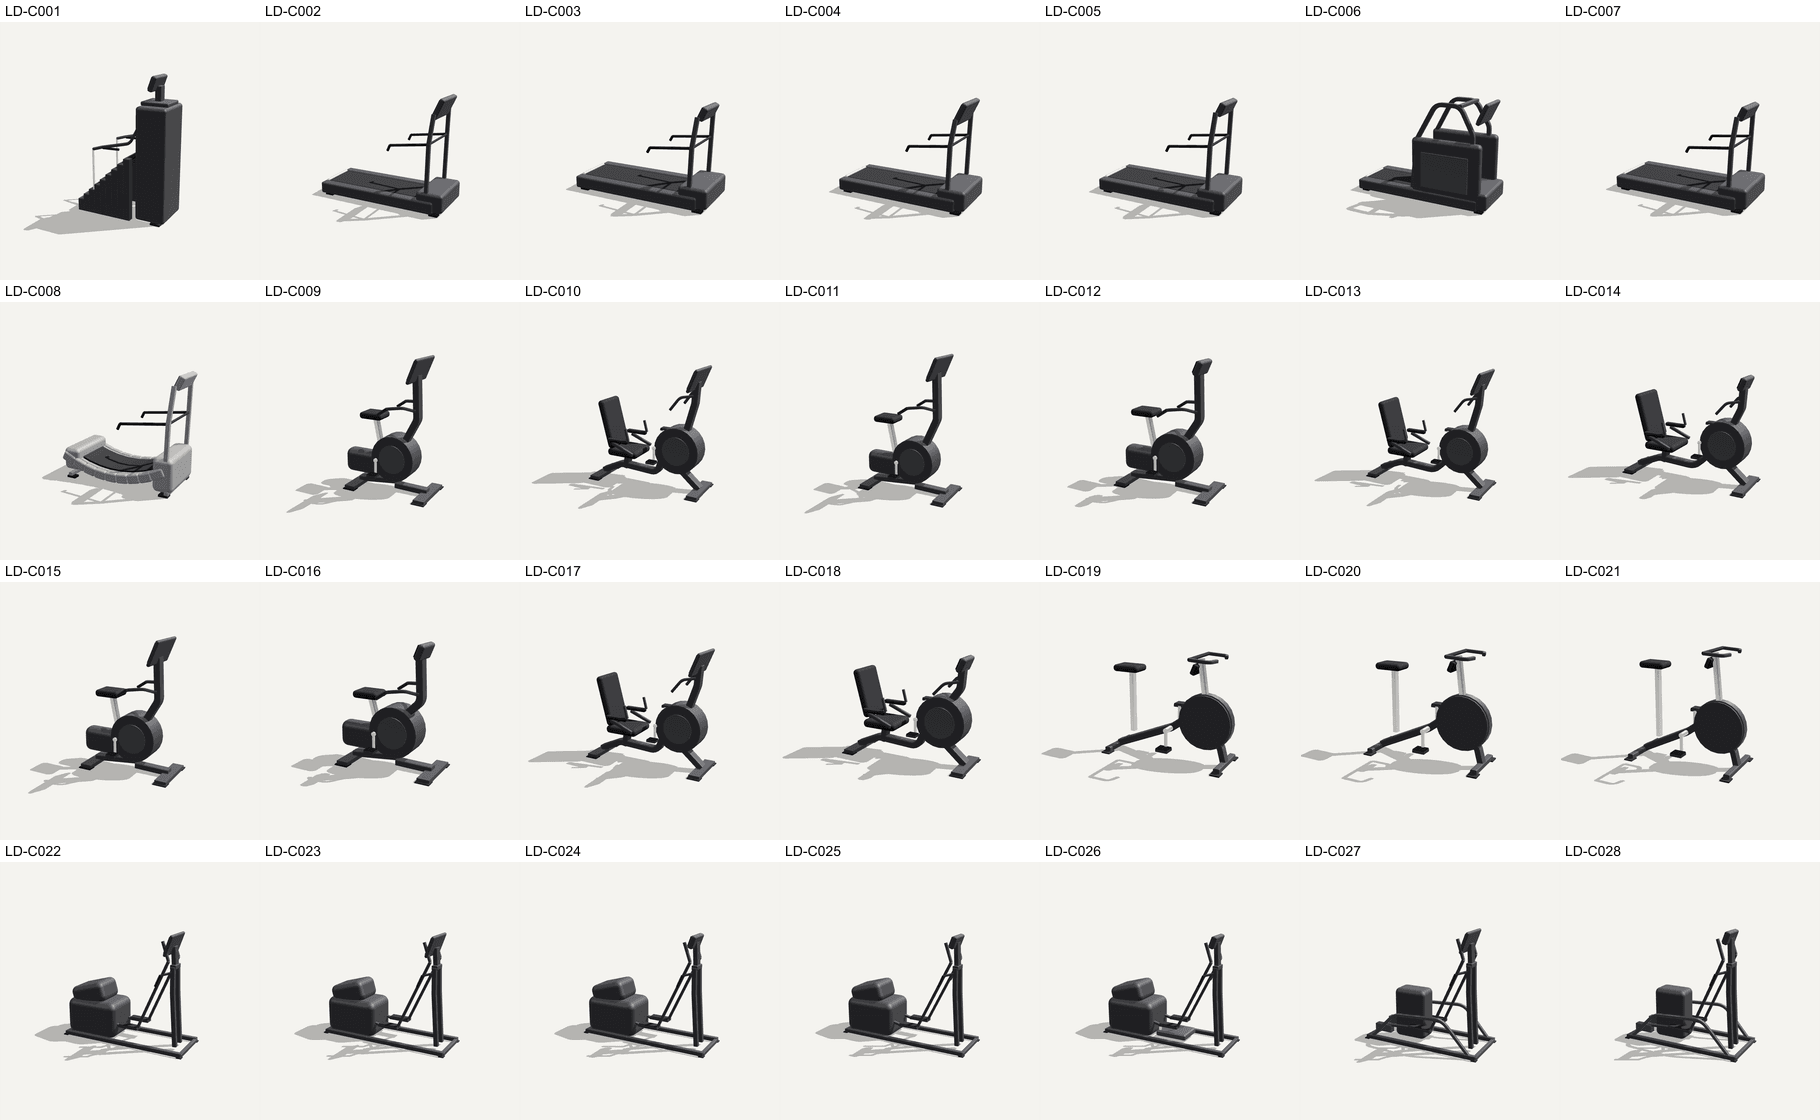 LD-C001 LD-C002 LD-C003 LD-C004 LD-C005 LD-C006 LD-C007
LD-C008 LD-C009 LD-C010 LD-C011 LD-C012 LD-C013 LD-C014
LD-C015 LD-C016 LD-C017 LD-C018 LD-C019 LD-C020 LD-C021
LD-C022 LD-C023 LD-C024 LD-C025 LD-C026 LD-C027 LD-C028